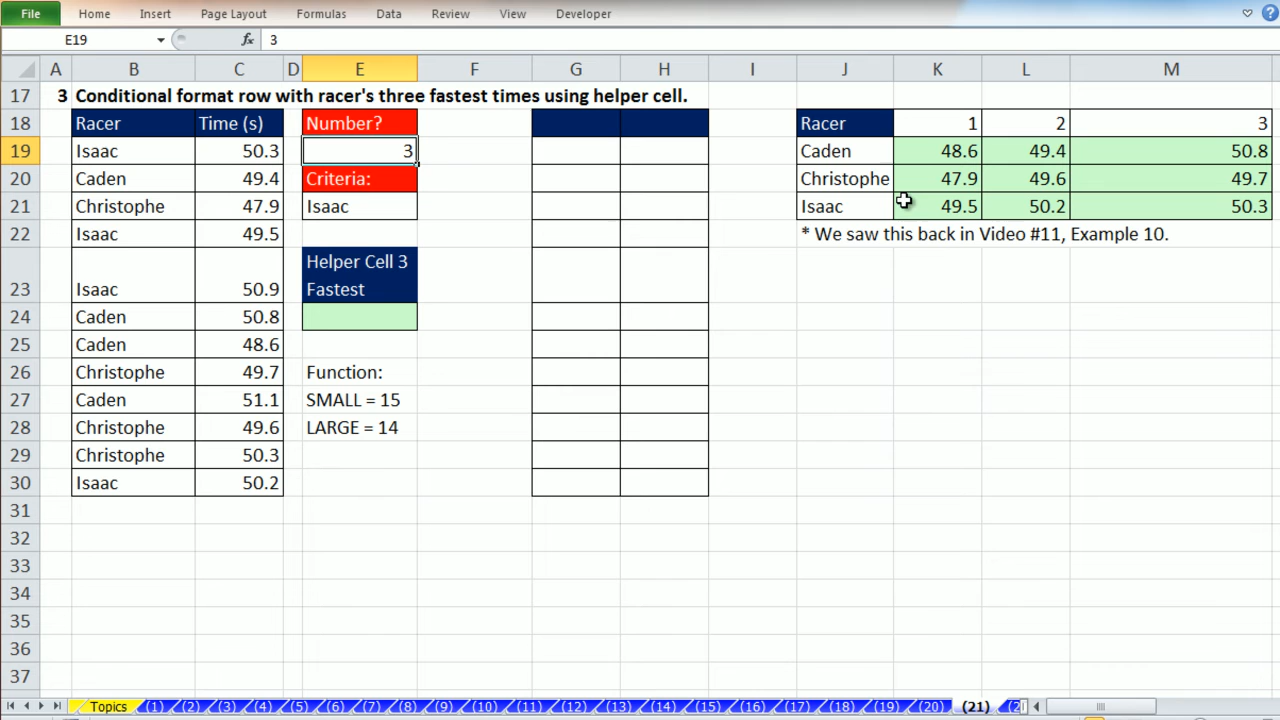 File Home Insert Page Layout Formulas Data Review View Developer
E19 fx 3
A B C D E F G H I J K L M
17 3 Conditional format row with racer's three fastest times using helper cell.
18 Racer Time (s) Number? Racer 1 2 3
19 Isaac 50.3 3 Caden 48.6 49.4 50.8
20 Caden 49.4 Criteria: Christophe 47.9 49.6 49.7
21 Christophe 47.9 Isaac Isaac 49.5 50.2 50.3
22 Isaac 49.5 * We saw this back in Video #11, Example 10.
Helper Cell 3
23 Isaac 50.9 Fastest
24 Caden 50.8
25 Caden 48.6
26 Christophe 49.7 Function:
27 Caden 51.1 SMALL = 15
28 Christophe 49.6 LARGE = 14
29 Christophe 50.3
30 Isaac 50.2
31
32
33
34
35
36
37
Topics (1) (2) (3) (4) (5) (6) (7) (8) (9) (10) (11) (12) (13) (14) (15) (16) (17) (18) (19) (20) (21)